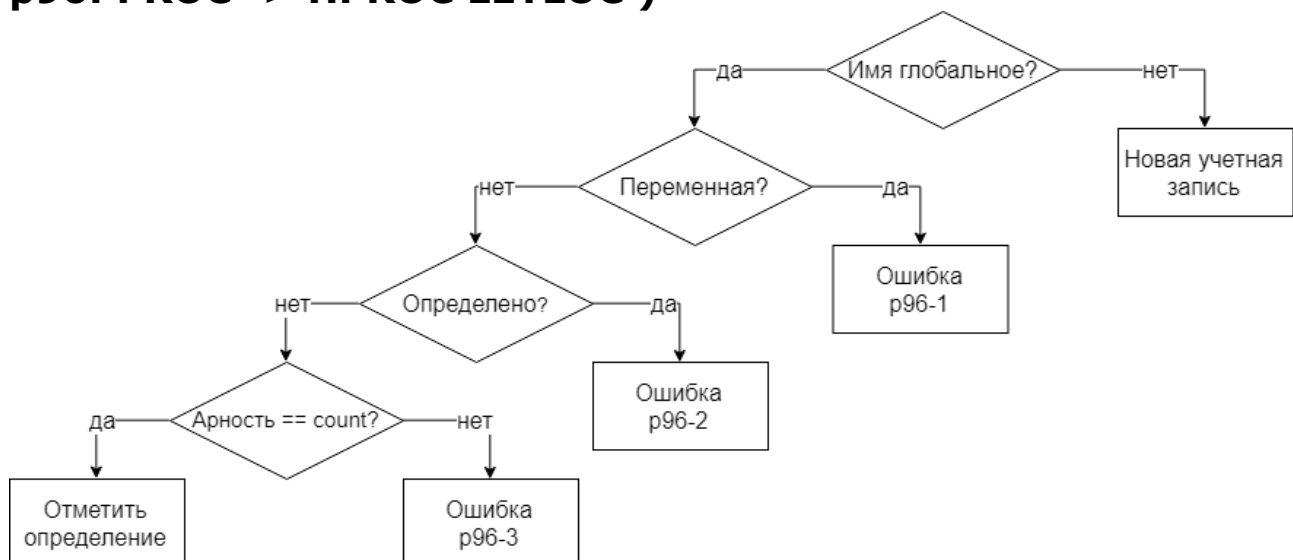 Имя глобальное?
да
нет
Новая учетная
запись
Переменная?
нет
да
Ошибка
p96-1
Определено?
нет
да
Ошибка
p96-2
Арность == count?
да
нет
Отметить
определение
Ошибка
p96-3